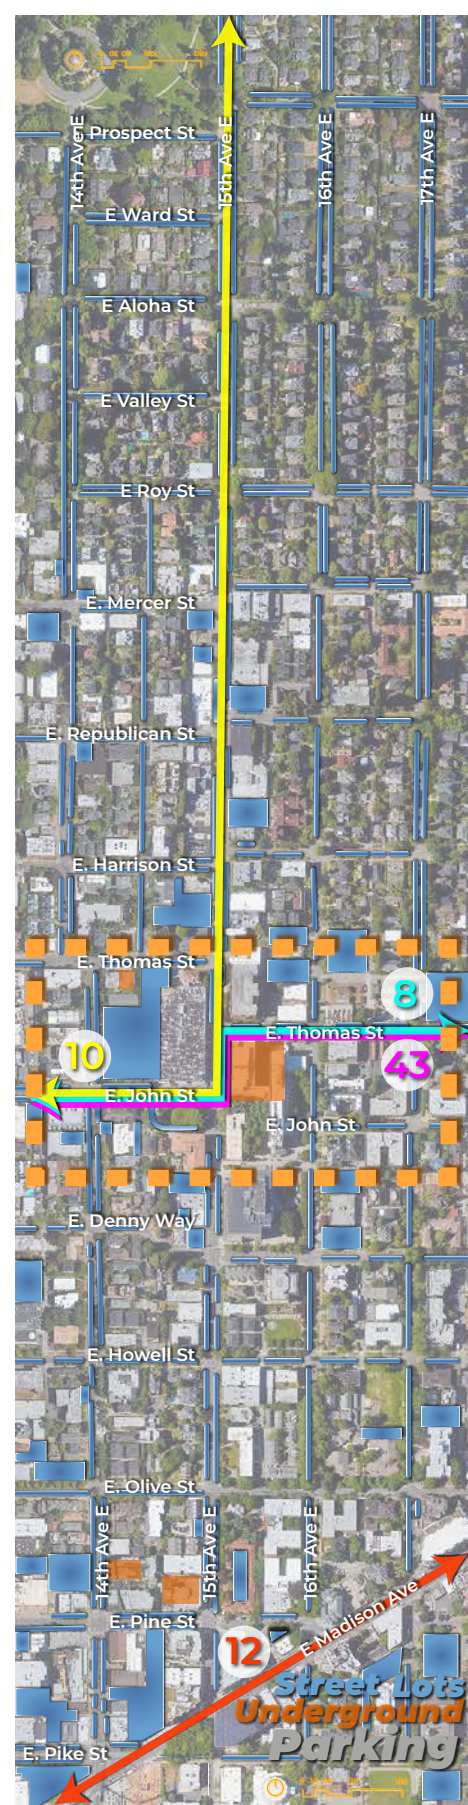 14th Ave E
Prospect St
15th Ave E
16th Ave E
17th Ave E
E Ward St
E Aloha St
E Valley St
E Roy St
E. Mercer St
E. Republican St
E. Harrison St
E. Thomas St
8
E. Thomas St
10
43
E. John St
E. John St
E. Denny Way
E. Howell St
E. Olive St
14th Ave E
15th Ave E
16th Ave E
E. Pine St
E Madison Ave
12
Street Lots
Underground
Parking
E. Pike St